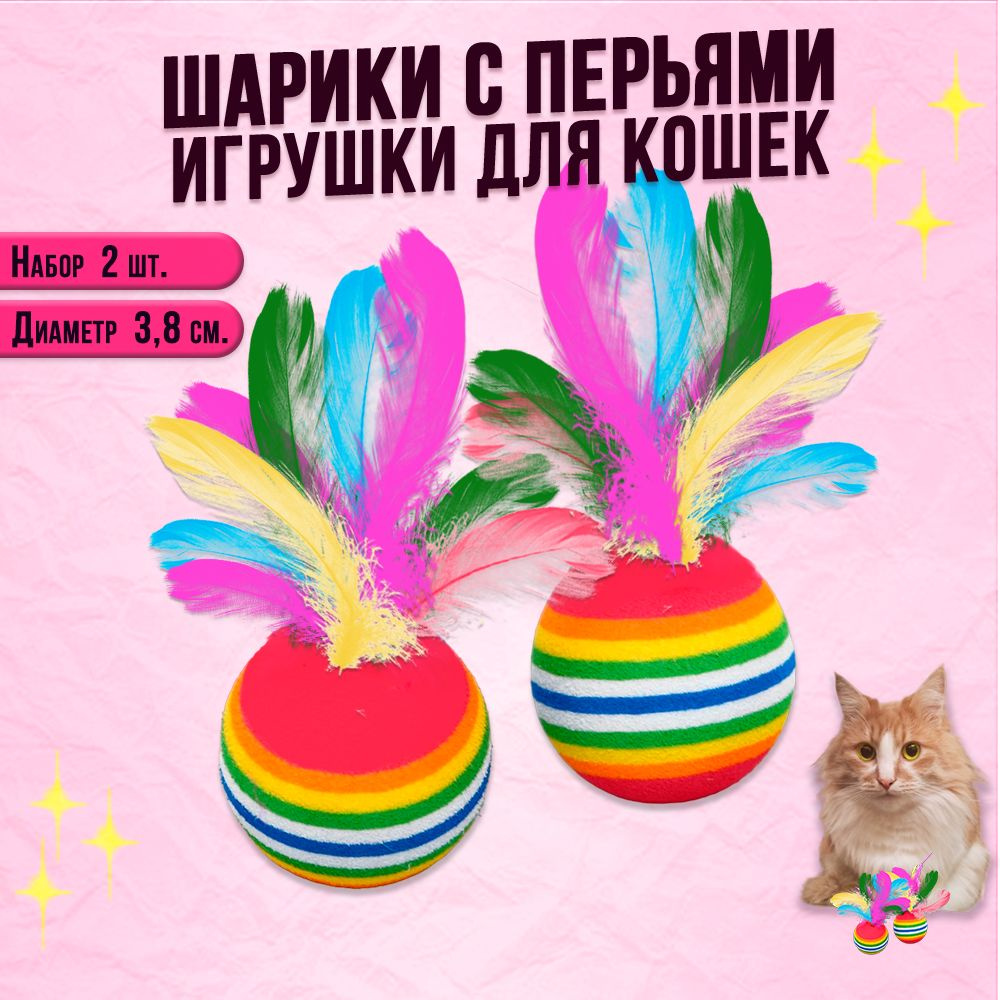 ШАРИКИ С ПЕРЬЯМИ
ИГРУШКИ ДЛЯ КОШЕК
НАБОР 2 ШТ.
ДИАМЕТР 3,8 СМ.